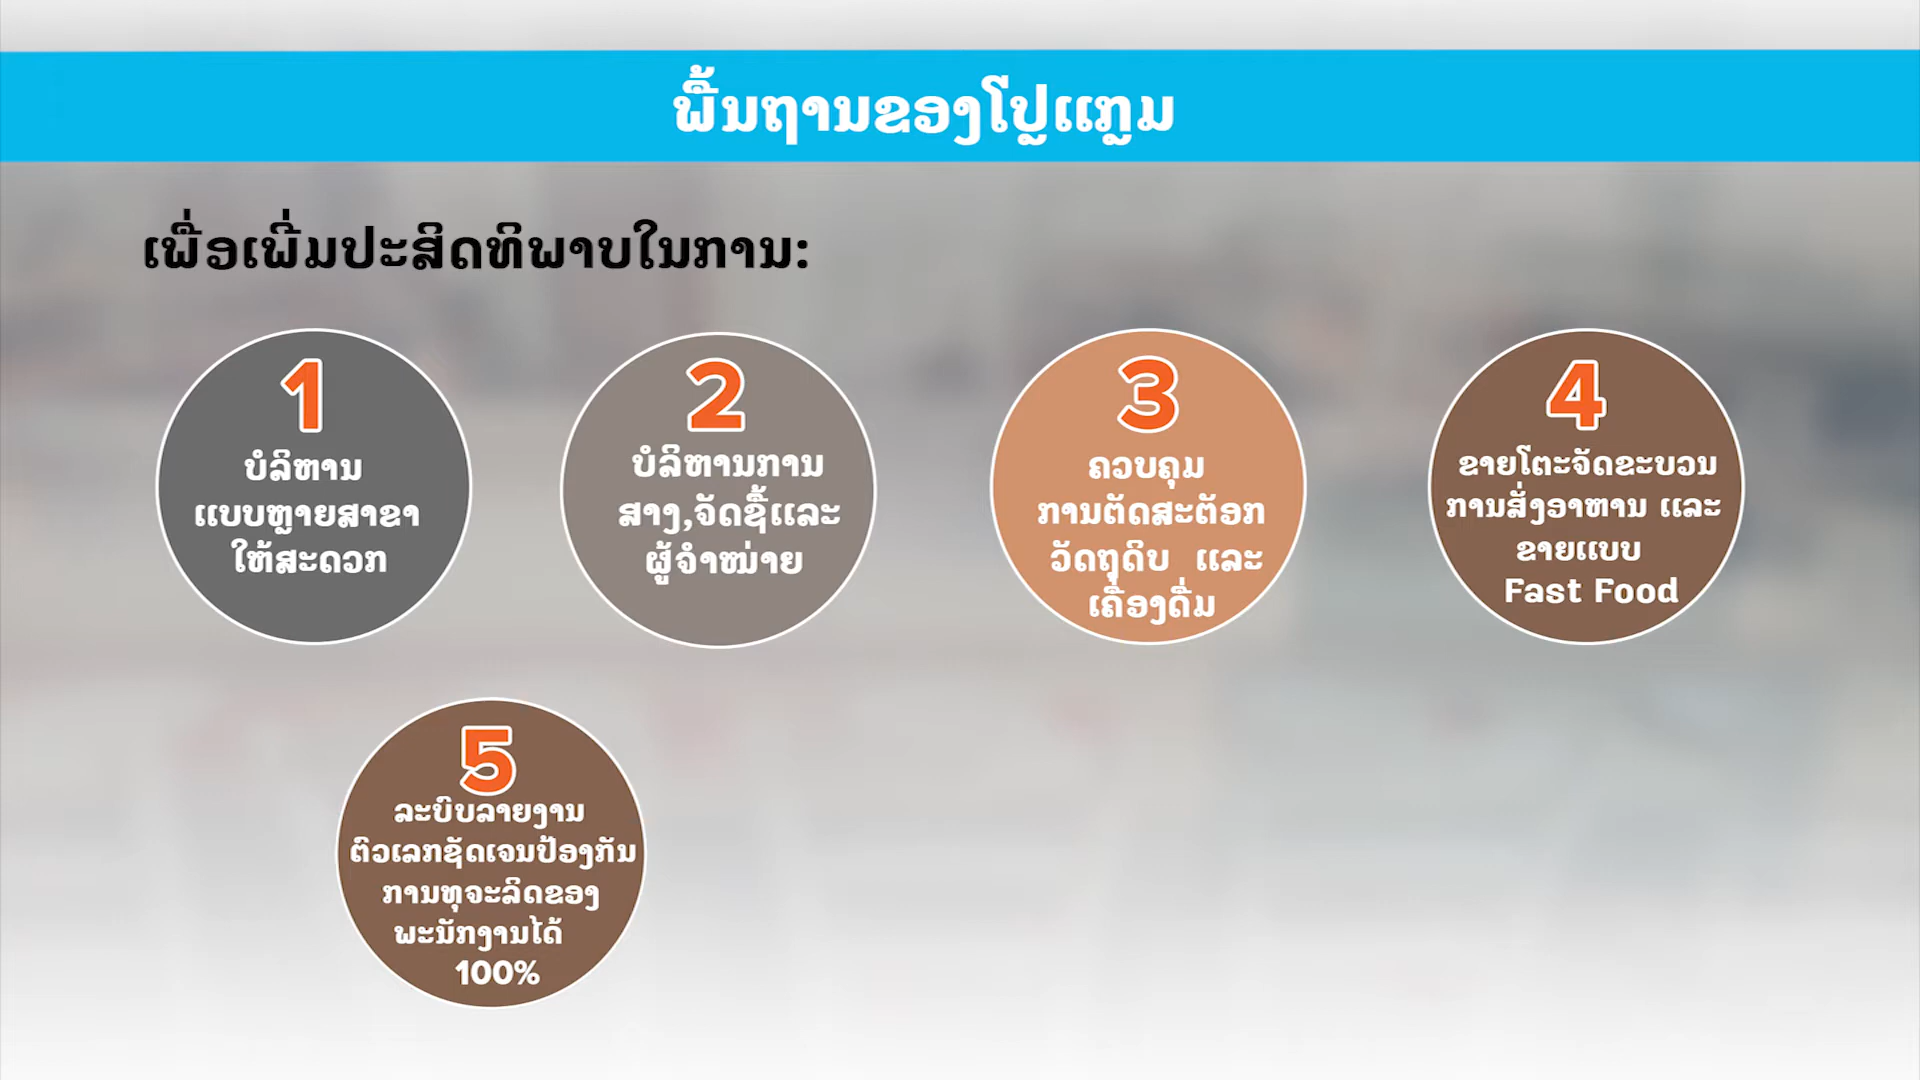 ພື້ນຖານຂອງໂປຼແກຼມ
ເພື່ອເພີ່ມປະສິດທິພາບໃນການ:
1
ບໍລິຫານ
ແບບຫຼາຍສາຂາ
ໃຫ້ສະດວກ
2
ບໍລິຫານການ
ສາງ,ຈັດຊື້ແລະ
ຜູ້ຈຳໜ່າຍ
3
ຄວບຄຸມ
ການຕັດສະຕັອກ
ວັດຖຸດິບ ແລະ
ເຄື່ອງດື່ມ
4
ຂາຍໂຕະຈັດຂະບວນ
ການສັ່ງອາຫານ ແລະ
ຂາຍແບບ
Fast Food
5
ລະບົບລາຍງານ
ຕົວເລກຊັດເຈນປ້ອງກັນ
ການທຸຈະລິດຂອງ
ພະນັກງານໄດ້
100%